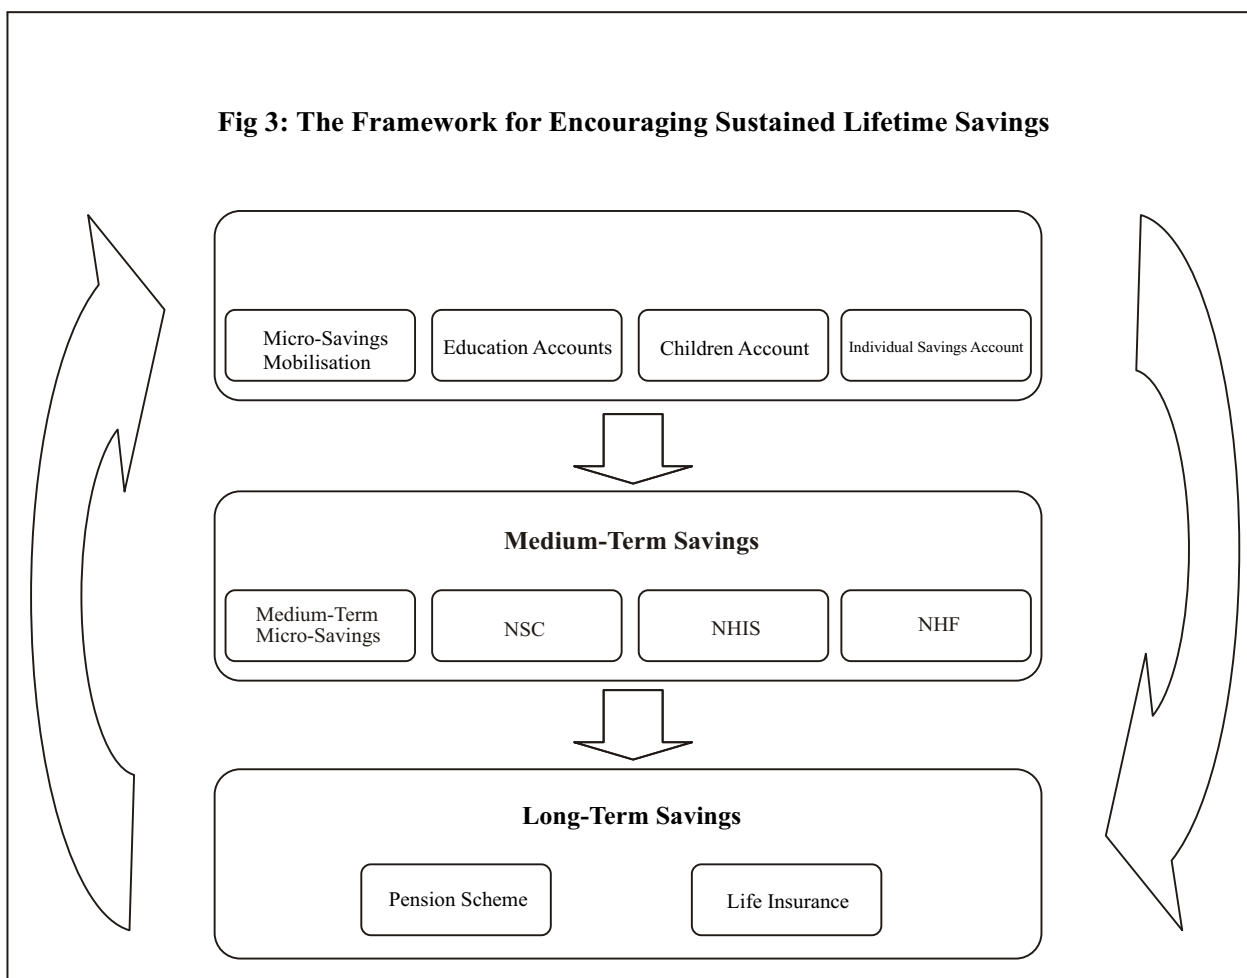 Fig 3: The Framework for Encouraging Sustained Lifetime Savings
Micro-Savings
Mobilisation
Education Accounts
Children Account
Individual Savings Account
Medium-Term Savings
Medium-Term
Micro-Savings
NSC
NHIS
NHF
Long-Term Savings
Pension Scheme
Life Insurance